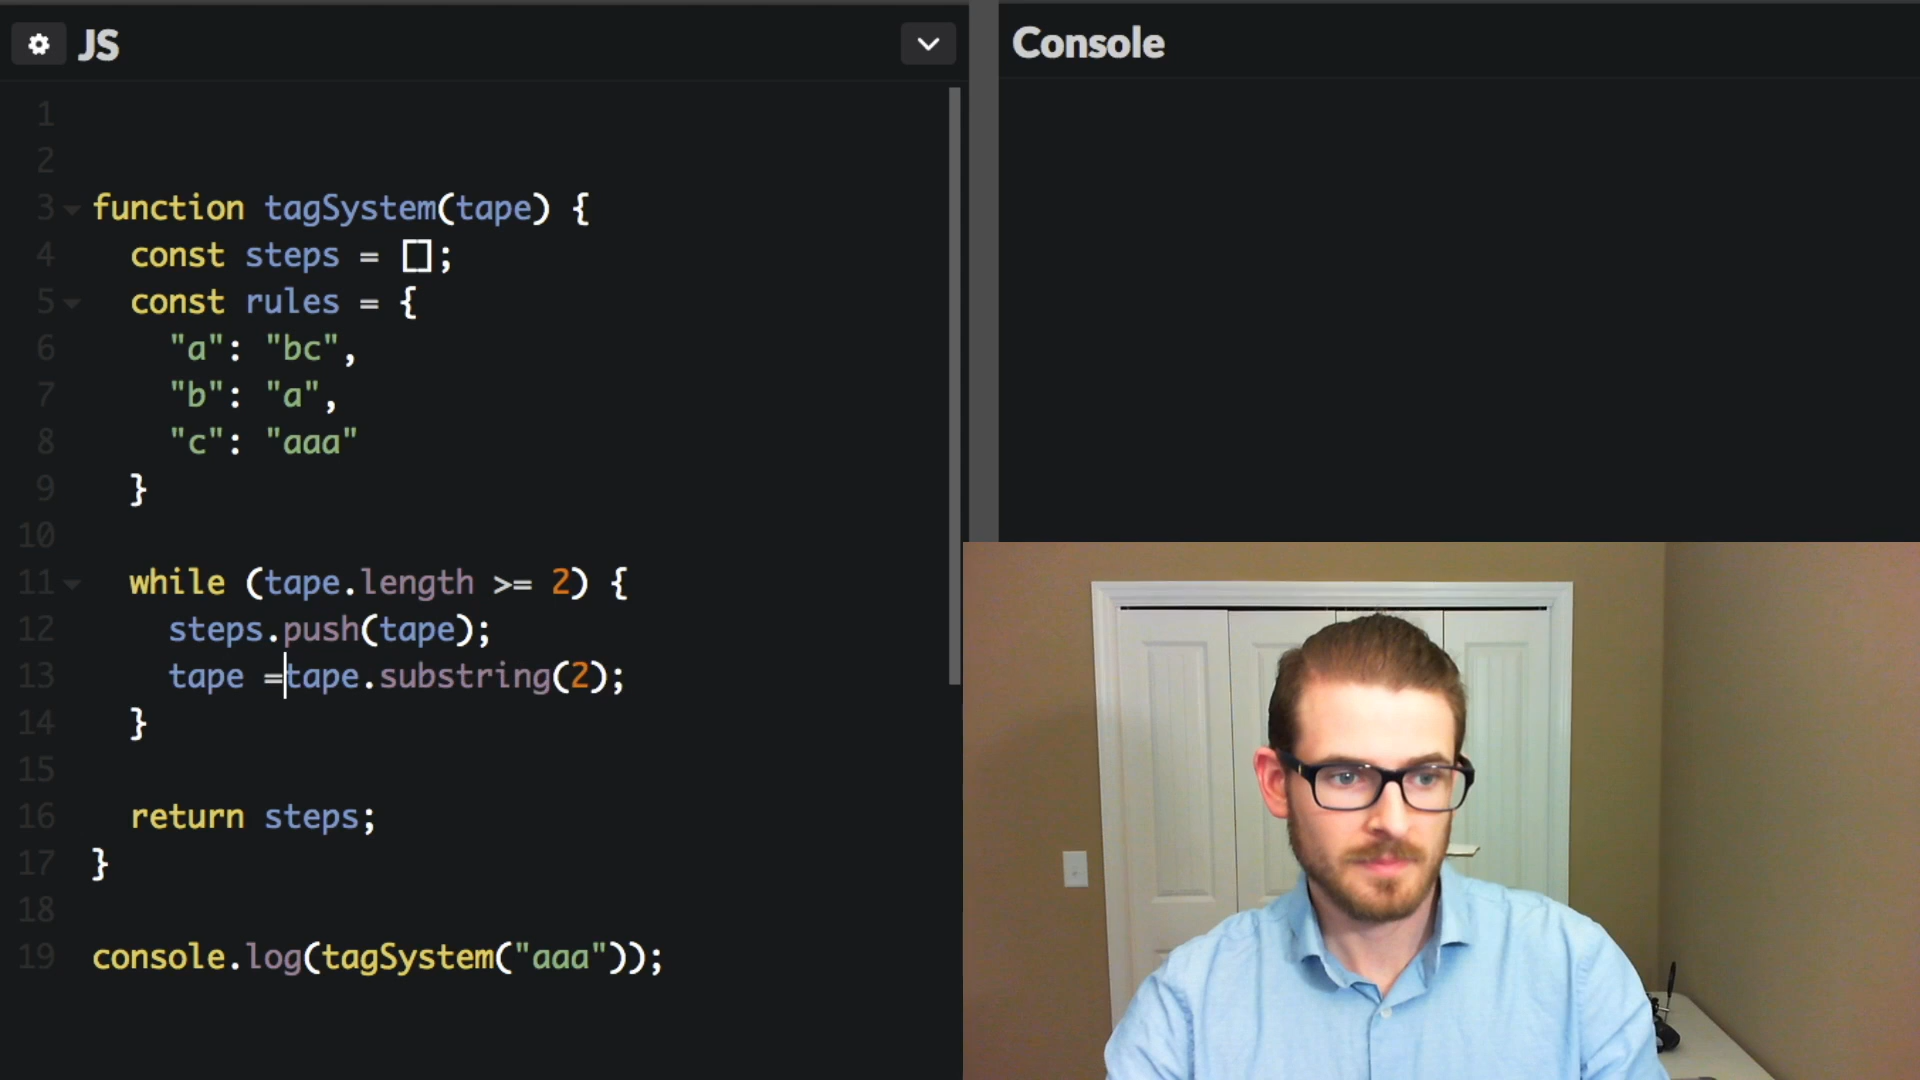 JS
1
2
3 function tagSystem(tape) {
4 const steps = [];
5 const rules = {
6 "a": "bc",
7 "b": "a",
8 "c": "aaa"
9 }
10
11 while (tape.length >= 2) {
12 steps.push(tape);
13 tape =tape.substring(2);
14 }
15
16 return steps;
17 }
18
19 console.log(tagSystem("aaa"));
Console